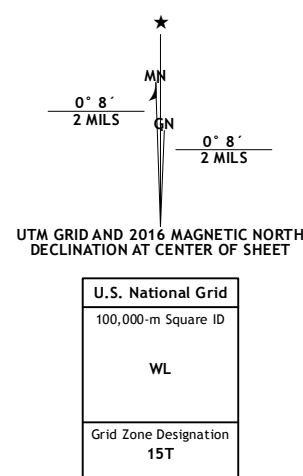 MN
0° 8´
2 MILS
GN
0° 8´
2 MILS
UTM GRID AND 2016 MAGNETIC NORTH
DECLINATION AT CENTER OF SHEET
U.S. National Grid
100,000-m Square ID
WL
Grid Zone Designation
15T